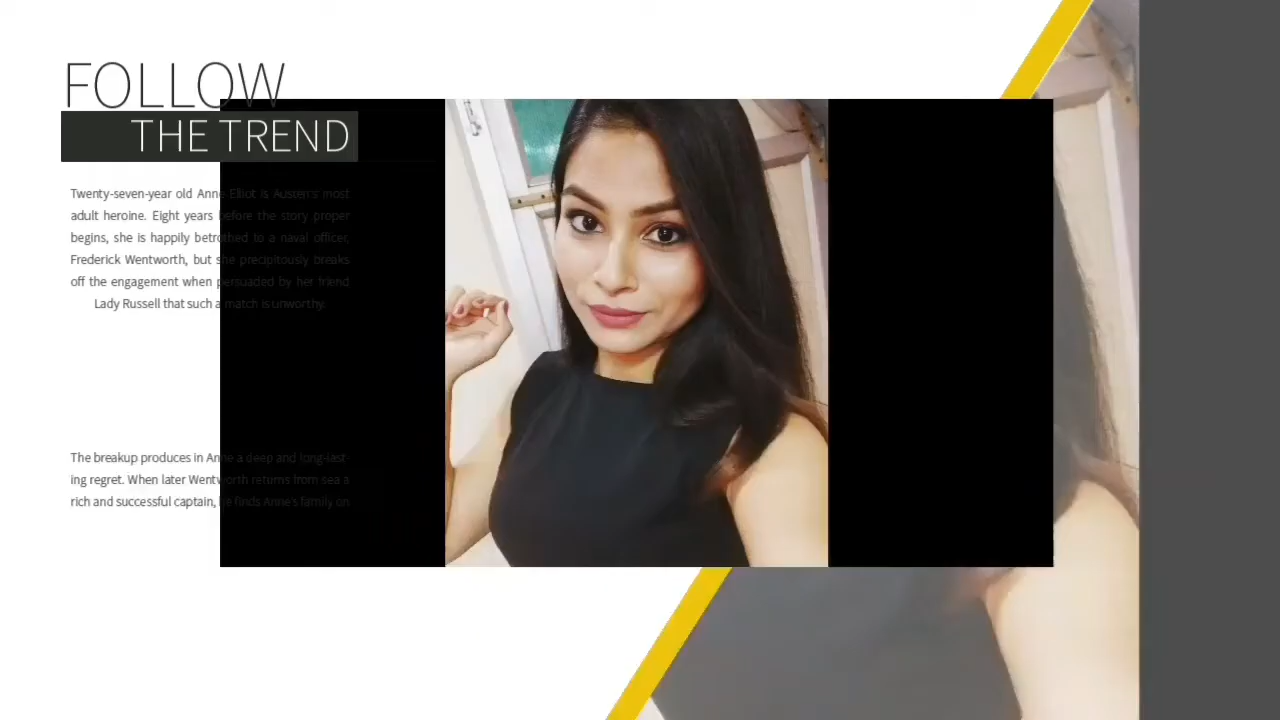 FOLLOW
THE TREND
Twenty-seven-year old Anne Elliot is Austen's most
adult heroine. Eight years before the story proper
begins, she is happily betrothed to a naval officer,
Frederick Wentworth, but she precipitously breaks
off the engagement when persuaded by her friend
Lady Russell that such a match is unworthy.
The breakup produces in Anne a deep and long-last-
ing regret. When later Wentworth returns from sea a
rich and successful captain, he finds Anne's family on